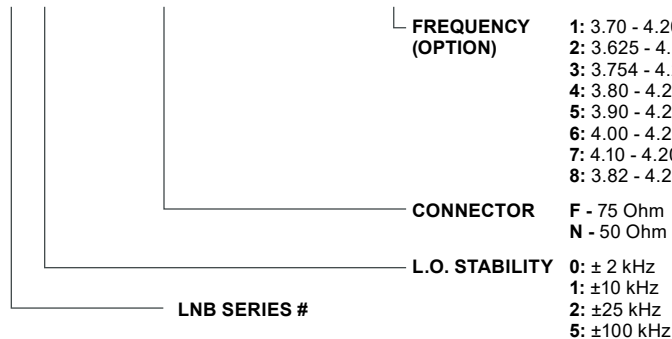 FREQUENCY 1: 3.70 - 4.20
(OPTION) 2: 3.625 - 4.
3: 3.754 - 4.
4: 3.80 - 4.2
5: 3.90 - 4.2
6: 4.00 - 4.2
7: 4.10 - 4.20
8: 3.82 - 4.2
CONNECTOR F - 75 Ohm
N - 50 Ohm
L.O. STABILITY 0: ± 2 kHz
1: ±10 kHz
LNB SERIES # 2: ±25 kHz
5: ±100 kHz